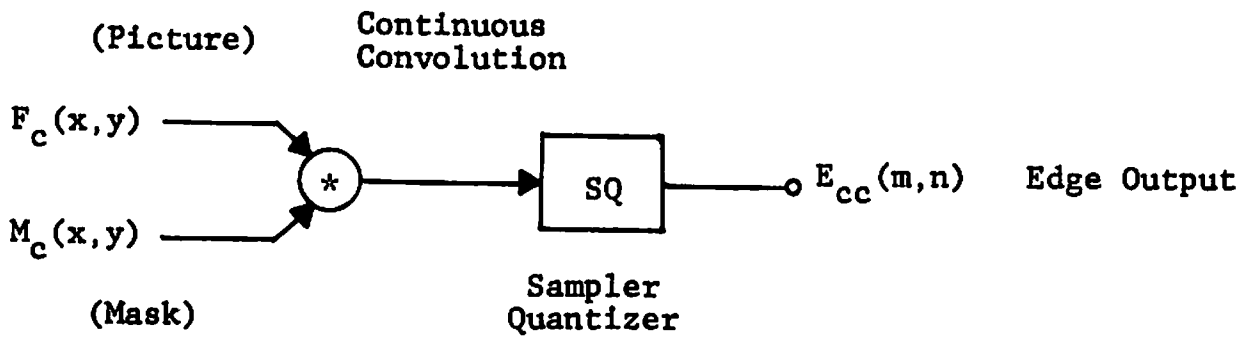 (Picture)
Continuous
Convolution
F_c(x,y)
*
SQ
E_cc(m,n)
Edge Output
M_c(x,y)
(Mask)
Sampler
Quantizer